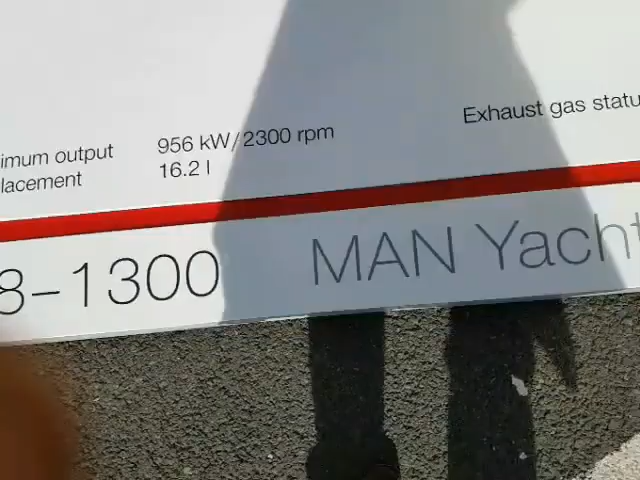 imum output 956 kW/2300 rpm Exhaust gas statu
lacement 16.2 l
8–1300 MAN Yacht